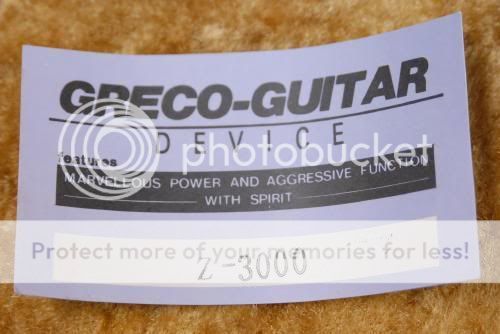 GRECO-GUITAR
DEVICE
features
MARVELLOUS POWER AND AGGRESSIVE FUNCTION
WITH SPIRIT
photobucket
Protect more of your memories for less!
Z-3000